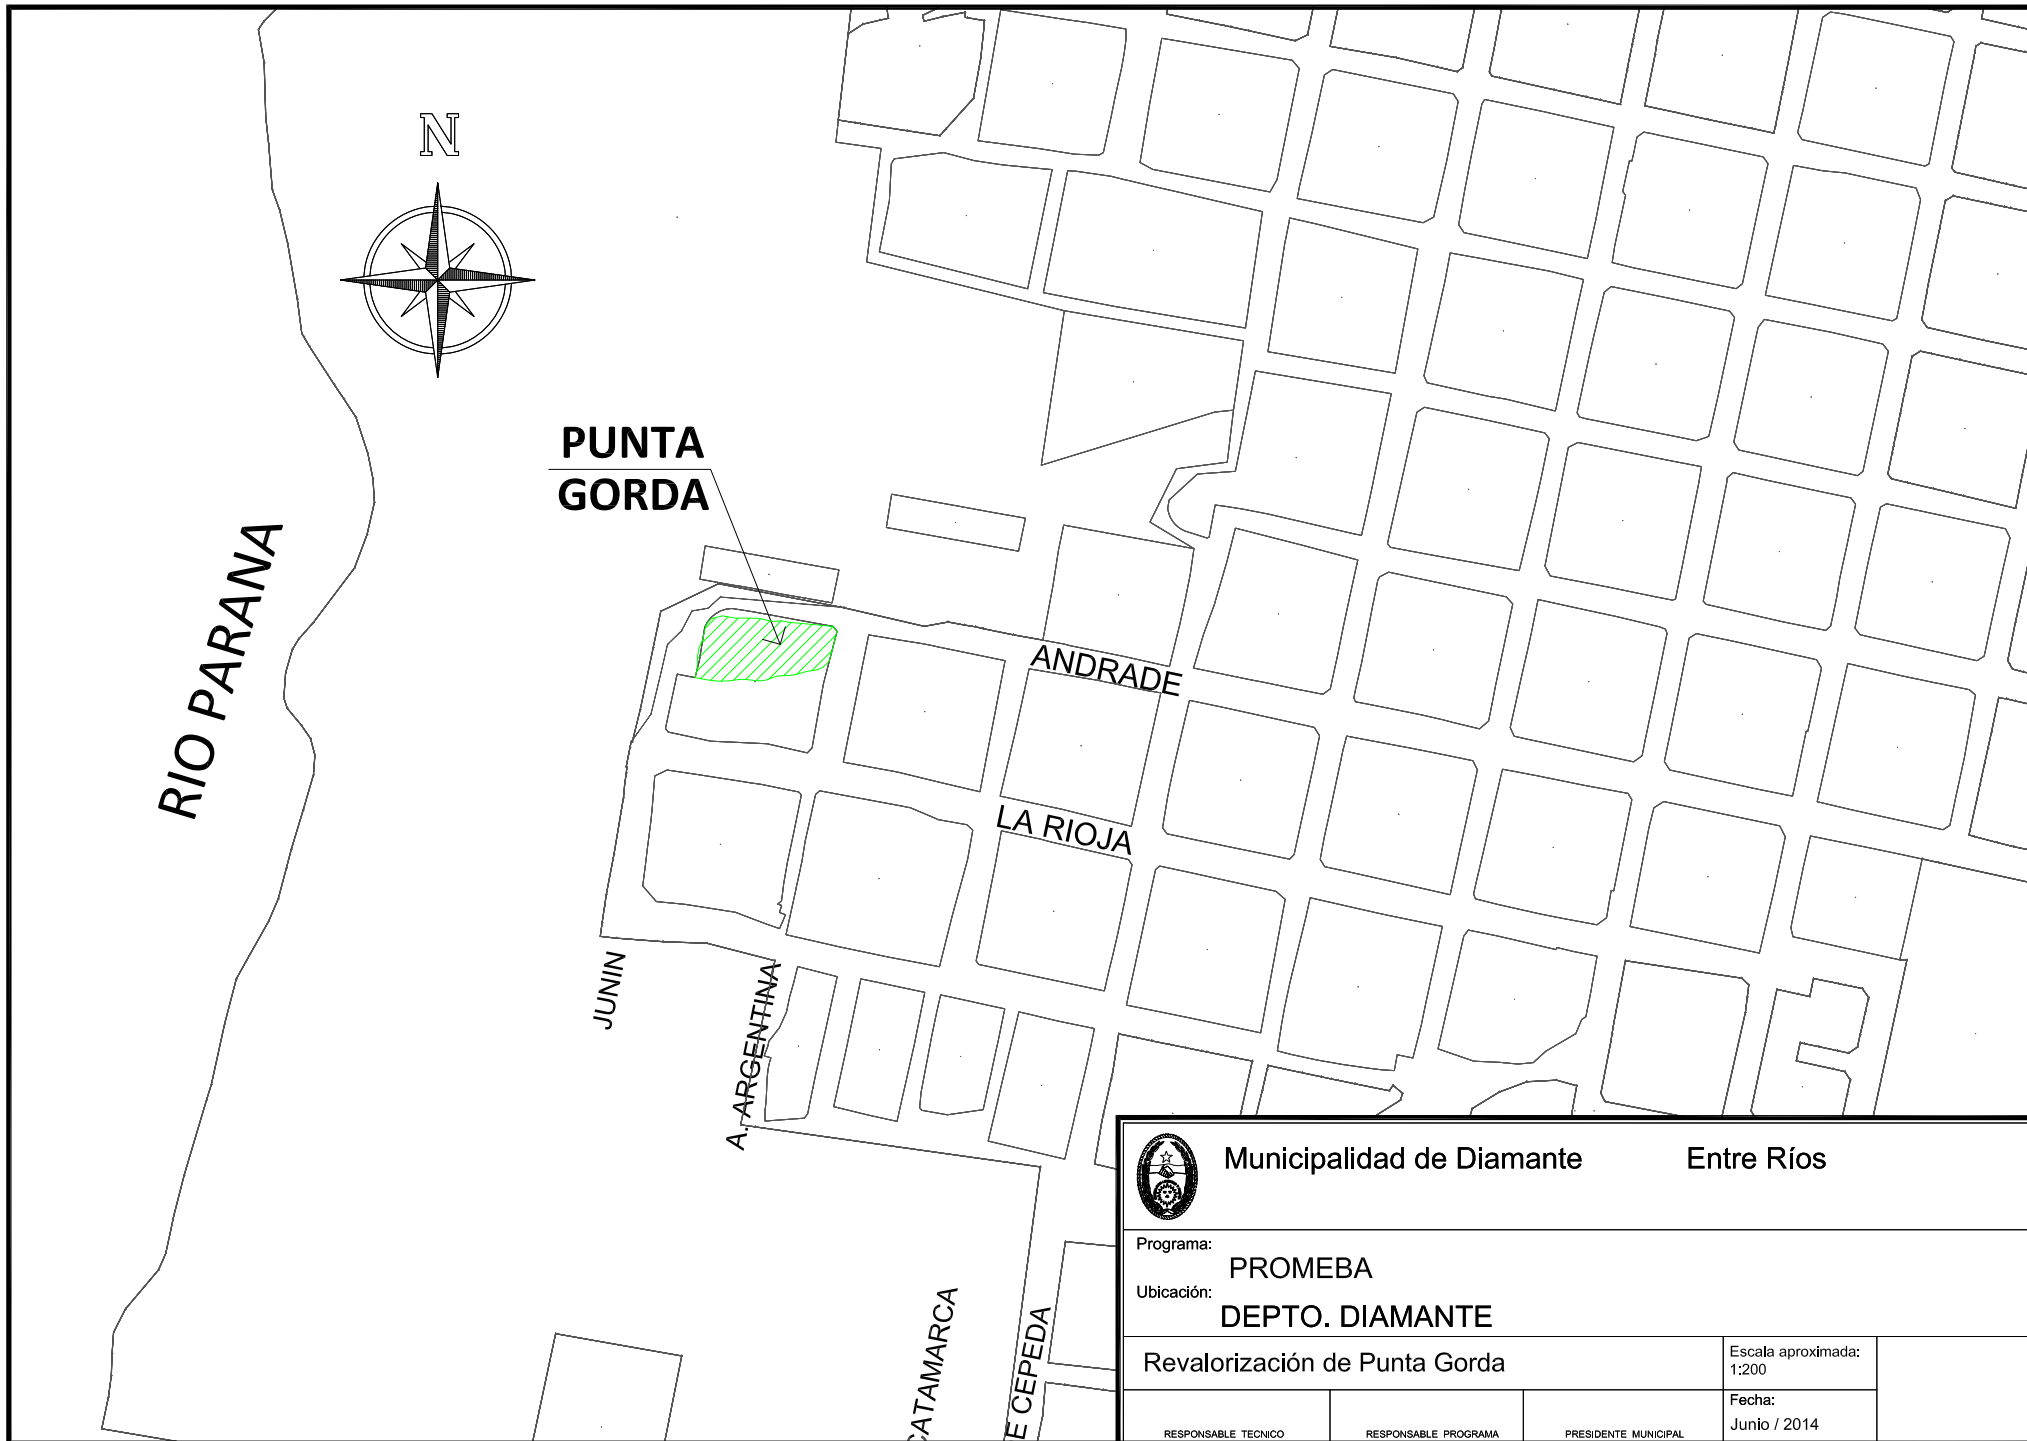 N
PUNTA
GORDA
RIO PARANA
ANDRADE
LA RIOJA
JUNIN
A. ARGENTINA
CATAMARCA
E CEPEDA
Municipalidad de Diamante Entre Ríos
Programa:
PROMEBA
Ubicación:
DEPTO. DIAMANTE
Revalorización de Punta Gorda
Escala aproximada:
1:200
Fecha:
Junio / 2014
RESPONSABLE TECNICO RESPONSABLE PROGRAMA PRESIDENTE MUNICIPAL